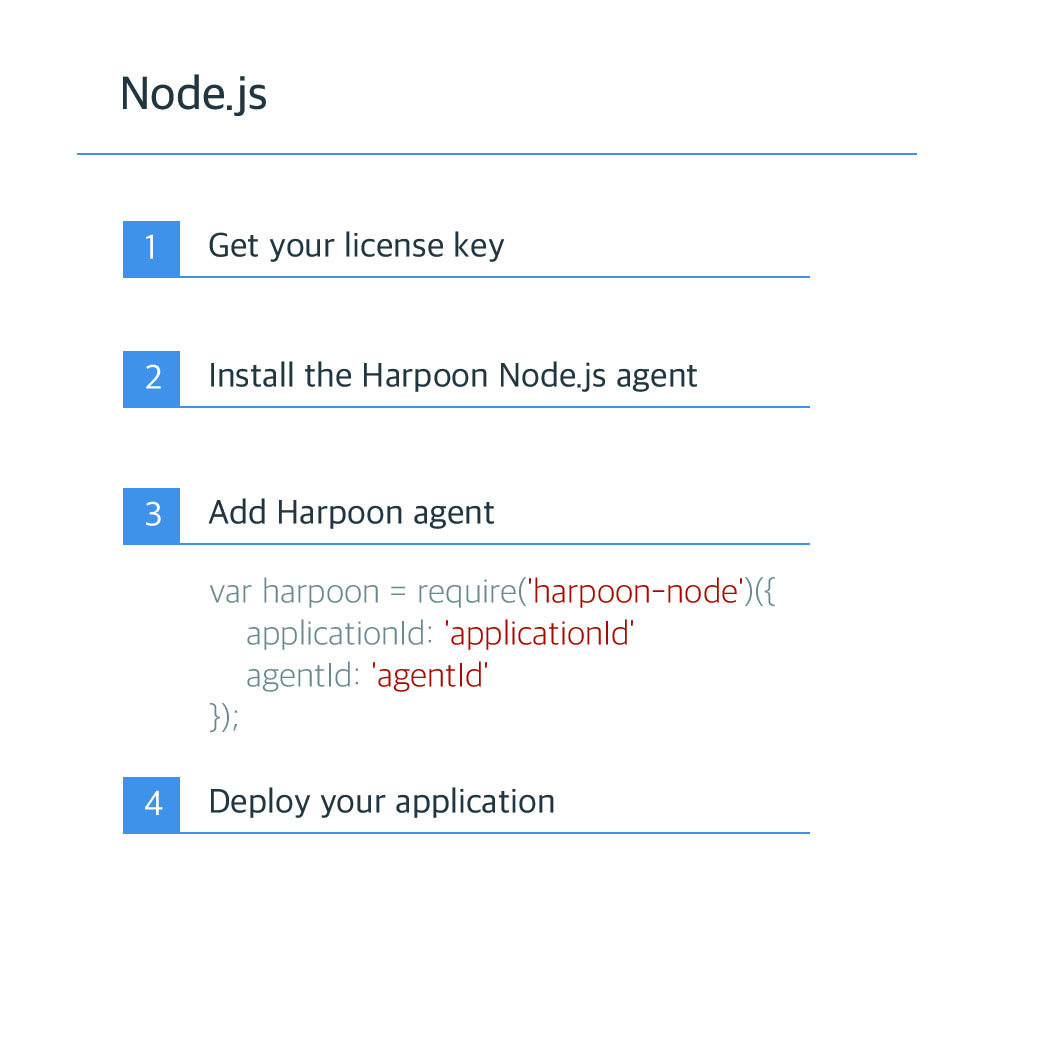 Node.js
1 Get your license key
2 Install the Harpoon Node.js agent
3 Add Harpoon agent
var harpoon = require('harpoon-node')({
applicationId: 'applicationId'
agentId: 'agentId'
});
4 Deploy your application